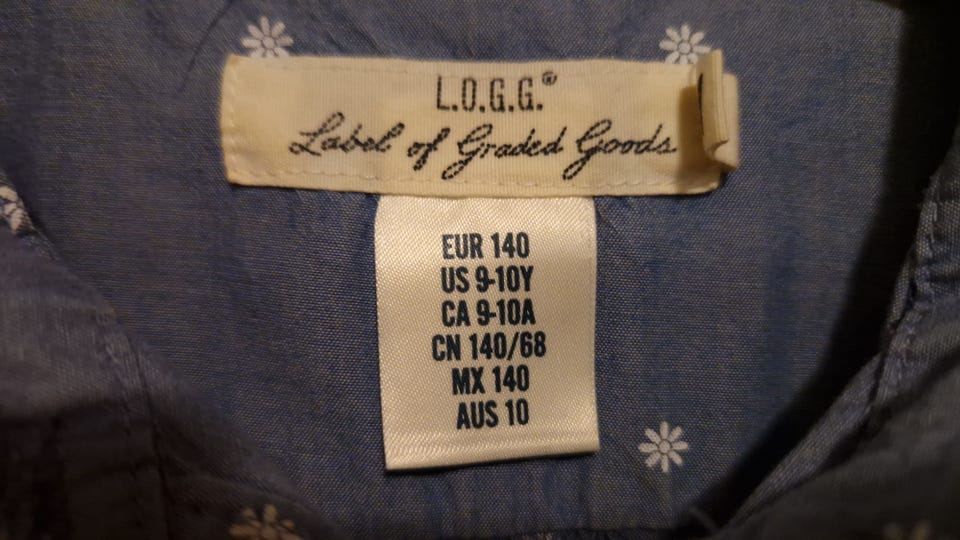 L.O.G.G.®
Label of Graded Goods
EUR 140
US 9-10Y
CA 9-10A
CN 140/68
MX 140
AUS 10